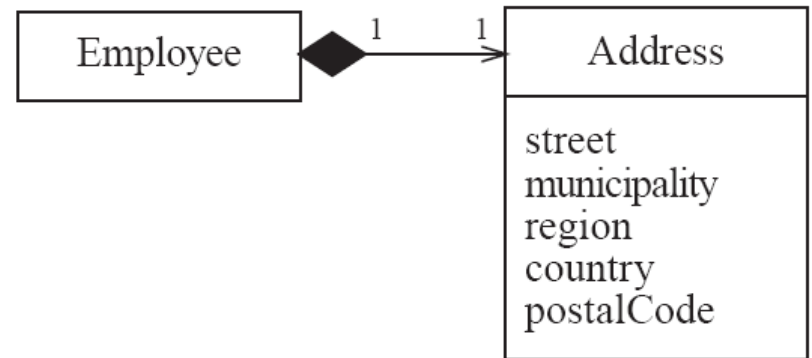 Employee
1
1
Address
street
municipality
region
country
postalCode